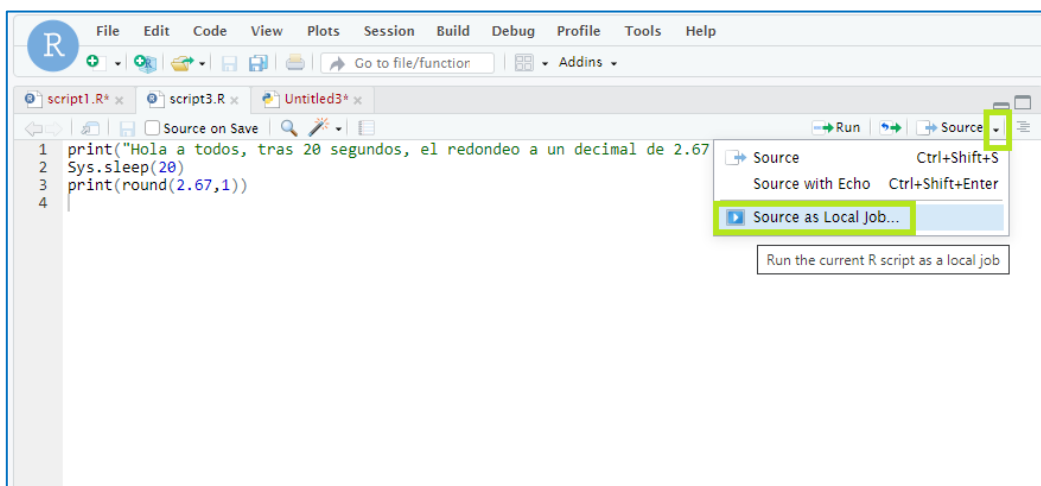 R
File Edit Code View Plots Session Build Debug Profile Tools Help
Go to file/function Addins
script1.R* script3.R Untitled3*
Source on Save Run Source
1 print("Hola a todos, tras 20 segundos, el redondeo a un decimal de 2.67
2 Sys.sleep(20)
3 print(round(2.67,1))
4
Source Ctrl+Shift+S
Source with Echo Ctrl+Shift+Enter
Source as Local Job...
Run the current R script as a local job